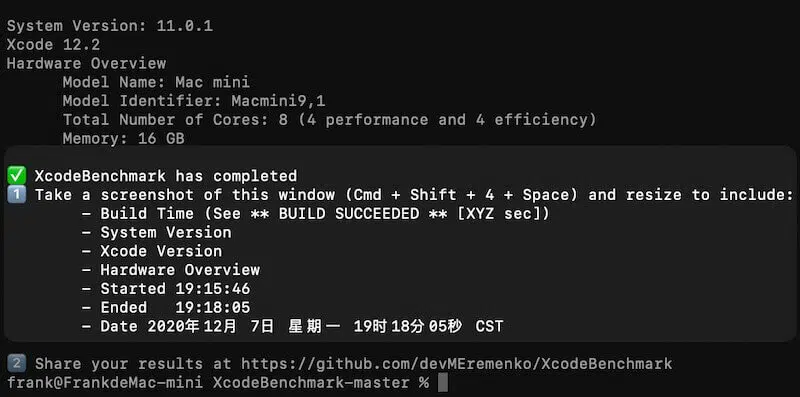 System Version: 11.0.1
Xcode 12.2
Hardware Overview
Model Name: Mac mini
Model Identifier: Macmini9,1
Total Number of Cores: 8 (4 performance and 4 efficiency)
Memory: 16 GB
✅ XcodeBenchmark has completed
1️⃣ Take a screenshot of this window (Cmd + Shift + 4 + Space) and resize to include:
- Build Time (See ** BUILD SUCCEEDED ** [XYZ sec])
- System Version
- Xcode Version
- Hardware Overview
- Started 19:15:46
- Ended   19:18:05
- Date 2020年12月 7日 星期一 19时18分05秒 CST
2️⃣ Share your results at https://github.com/devMEremenko/XcodeBenchmark
frank@FrankdeMac-mini XcodeBenchmark-master %